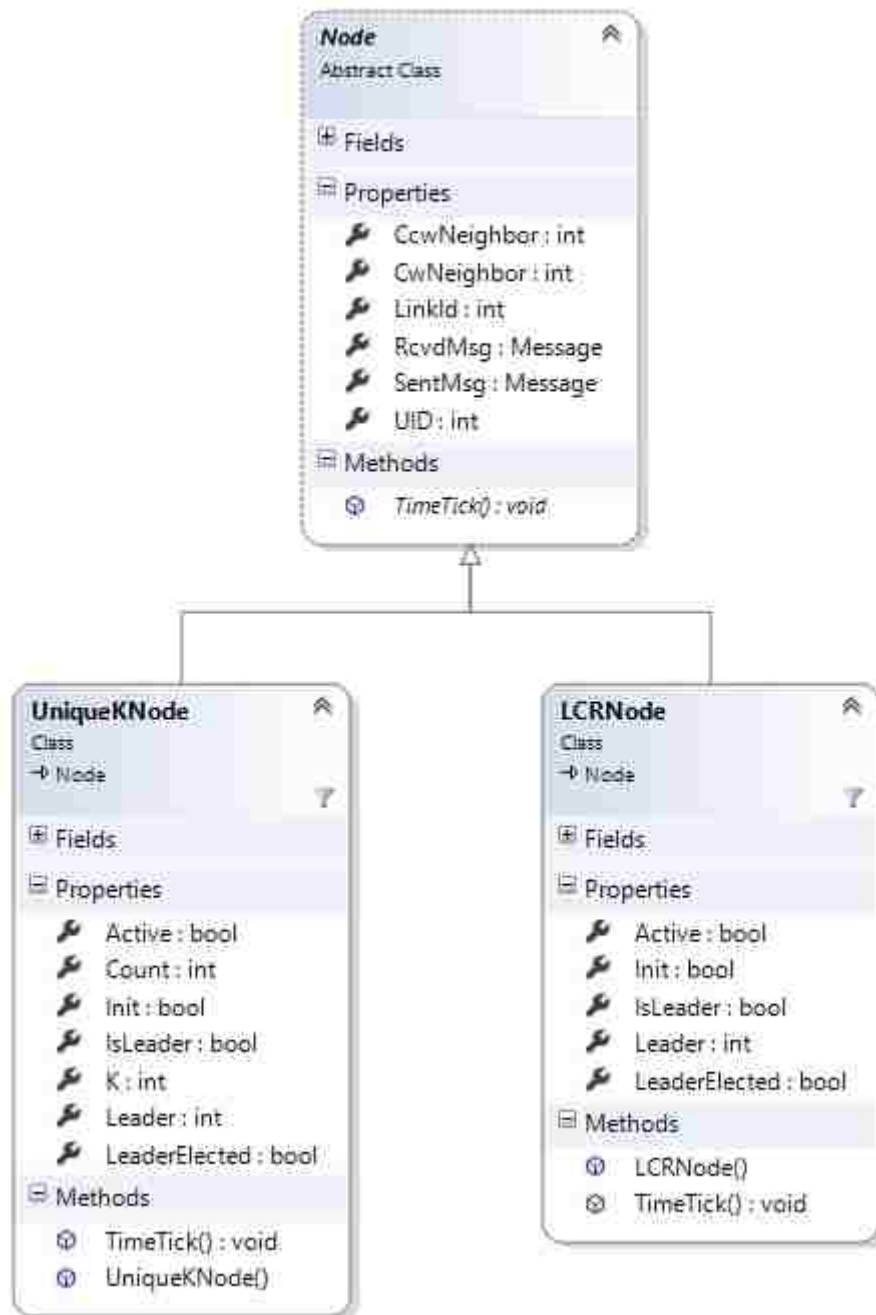 Node
Abstract Class
Fields
Properties
CcwNeighbor : int
CwNeighbor : int
LinkId : int
RcvdMsg : Message
SentMsg : Message
UID : int
Methods
TimeTick() : void
UniqueKNode
Class
Node
Fields
Properties
Active : bool
Count : int
Init : bool
IsLeader : bool
K : int
Leader : int
LeaderElected : bool
Methods
TimeTick() : void
UniqueKNode()
LCRNode
Class
Node
Fields
Properties
Active : bool
Init : bool
IsLeader : bool
Leader : int
LeaderElected : bool
Methods
LCRNode()
TimeTick() : void